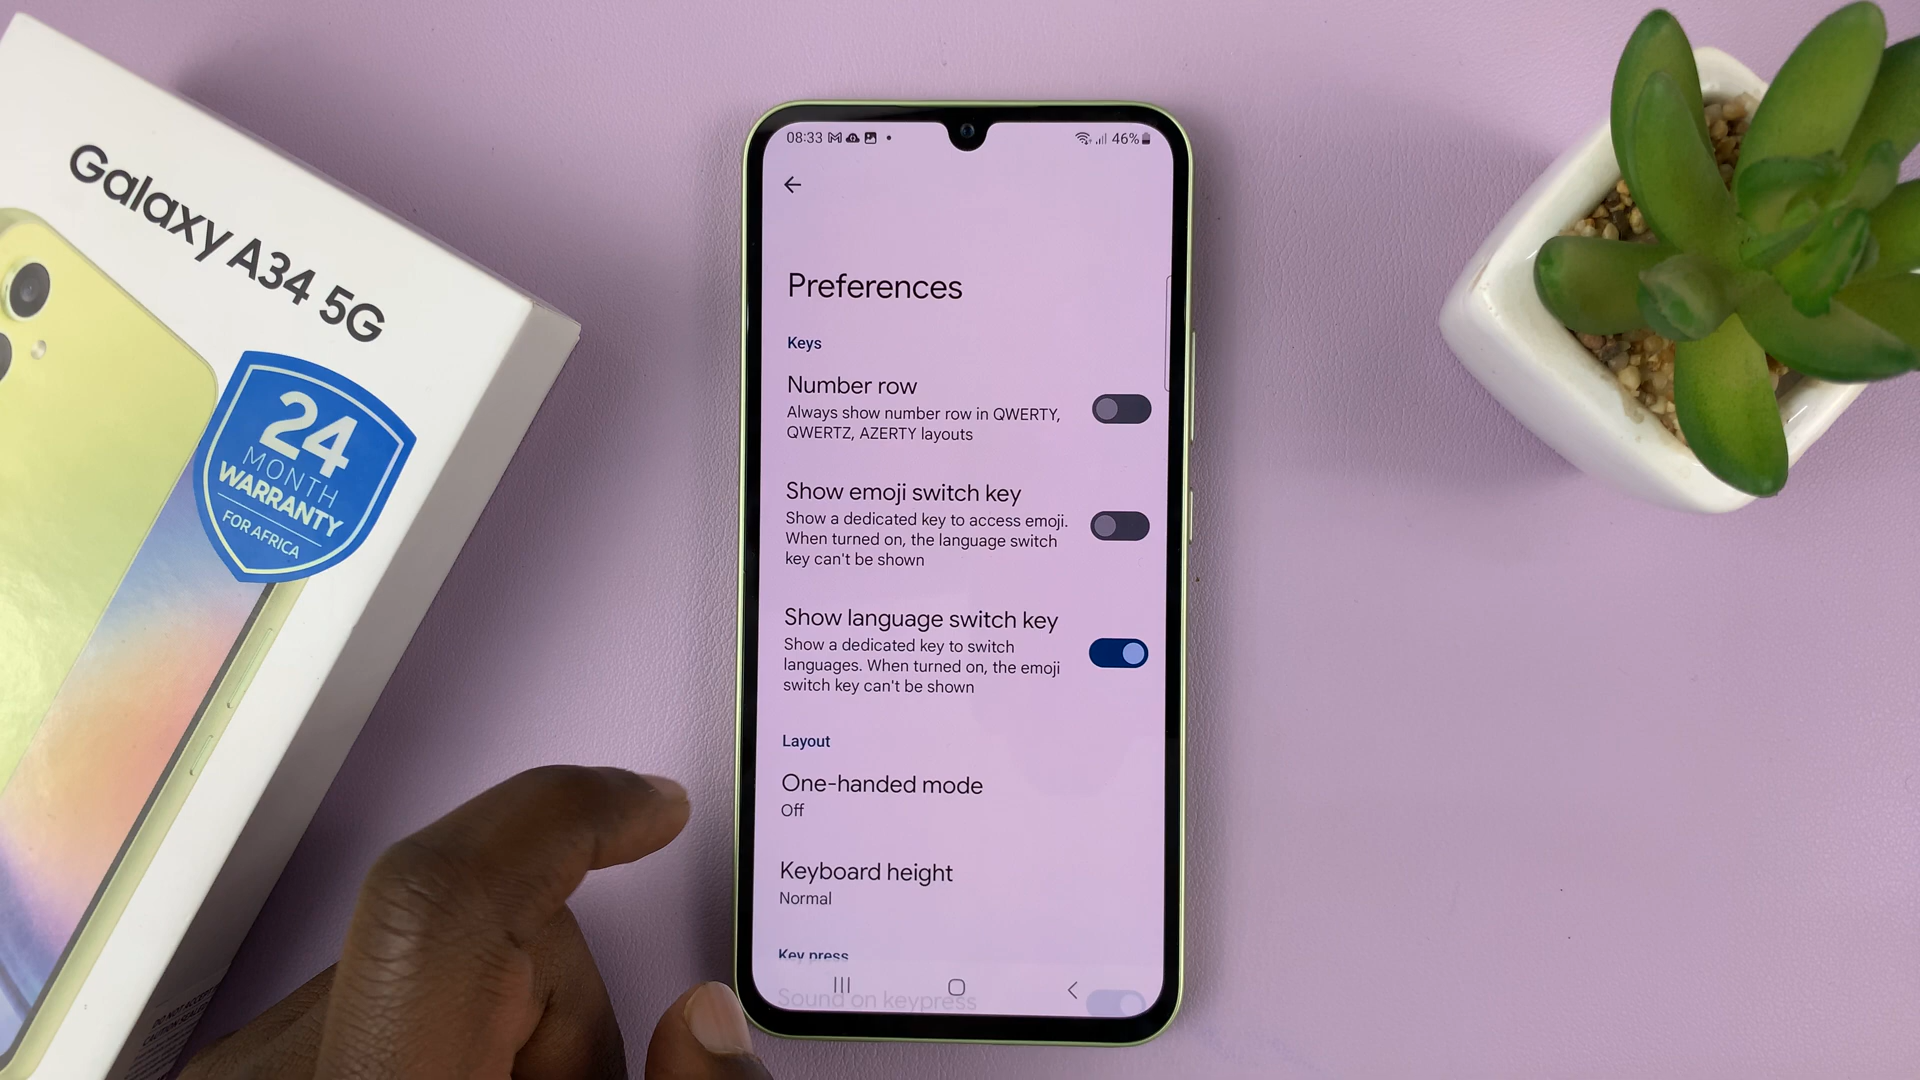 Galaxy A34 5G
24
MONTH
WARRANTY
FOR AFRICA
08:33
46%
Preferences
Keys
Number row
Always show number row in QWERTY,
QWERTZ, AZERTY layouts
Show emoji switch key
Show a dedicated key to access emoji.
When turned on, the language switch
key can't be shown
Show language switch key
Show a dedicated key to switch
languages. When turned on, the emoji
switch key can't be shown
Layout
One-handed mode
Off
Keyboard height
Normal
Key press
Sound on keypress